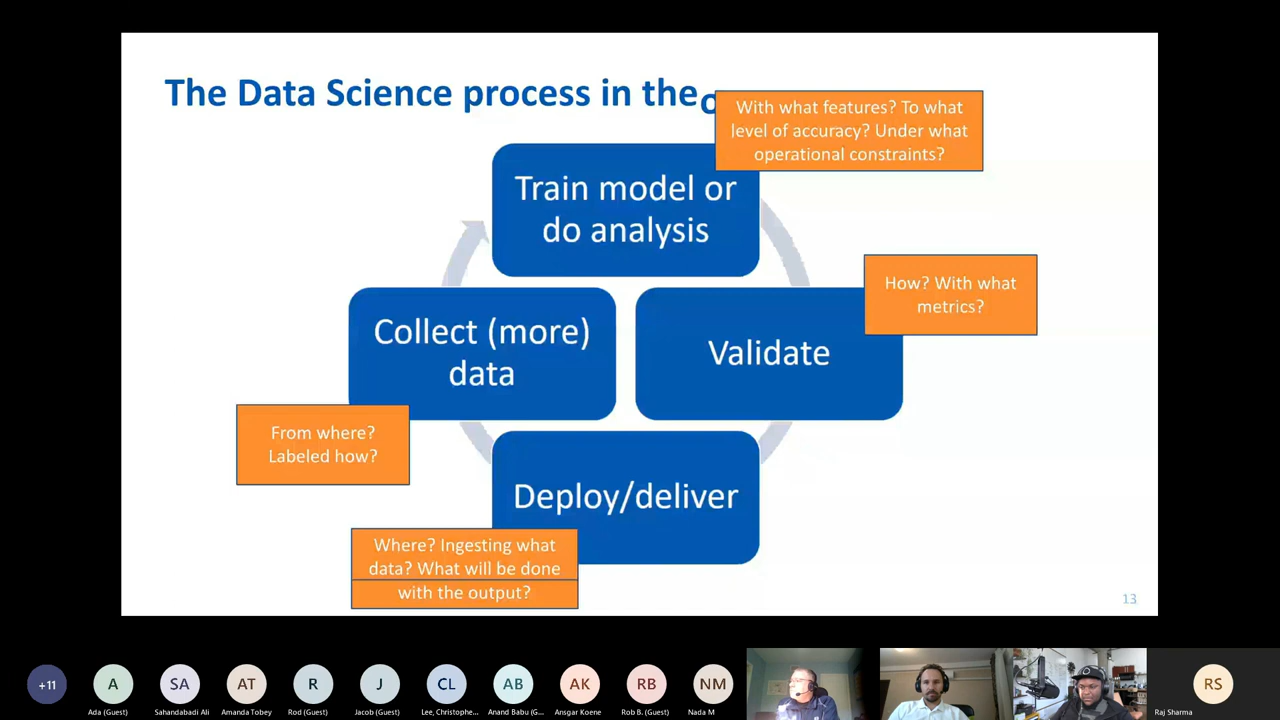 The Data Science process in theo
With what features? To what
level of accuracy? Under what
operational constraints?
Train model or
do analysis
How? With what
metrics?
Collect (more)
data
Validate
From where?
Labeled how?
Deploy/deliver
Where? Ingesting what
data? What will be done
with the output?
13
+11
A
SA
AT
R
J
CL
AB
AK
RB
NM
RS
Ada (Guest)
Sahandabadi Ali
Amanda Tobey
Rod (Guest)
Jacob (Guest)
Lee, Christophe...
Anand Babu (G...
Ansgar Koene
Rob B. (Guest)
Nada M
Raj Sharma